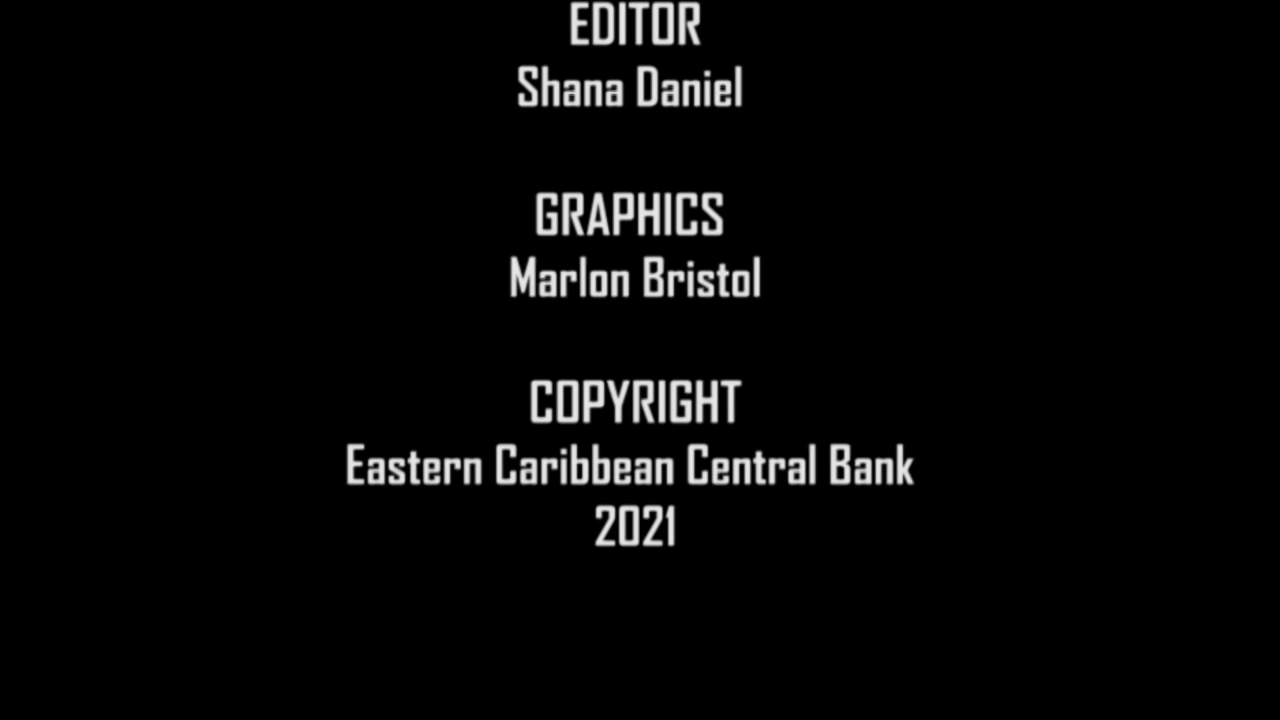 EDITOR
Shana Daniel
GRAPHICS
Marlon Bristol
COPYRIGHT
Eastern Caribbean Central Bank
2021